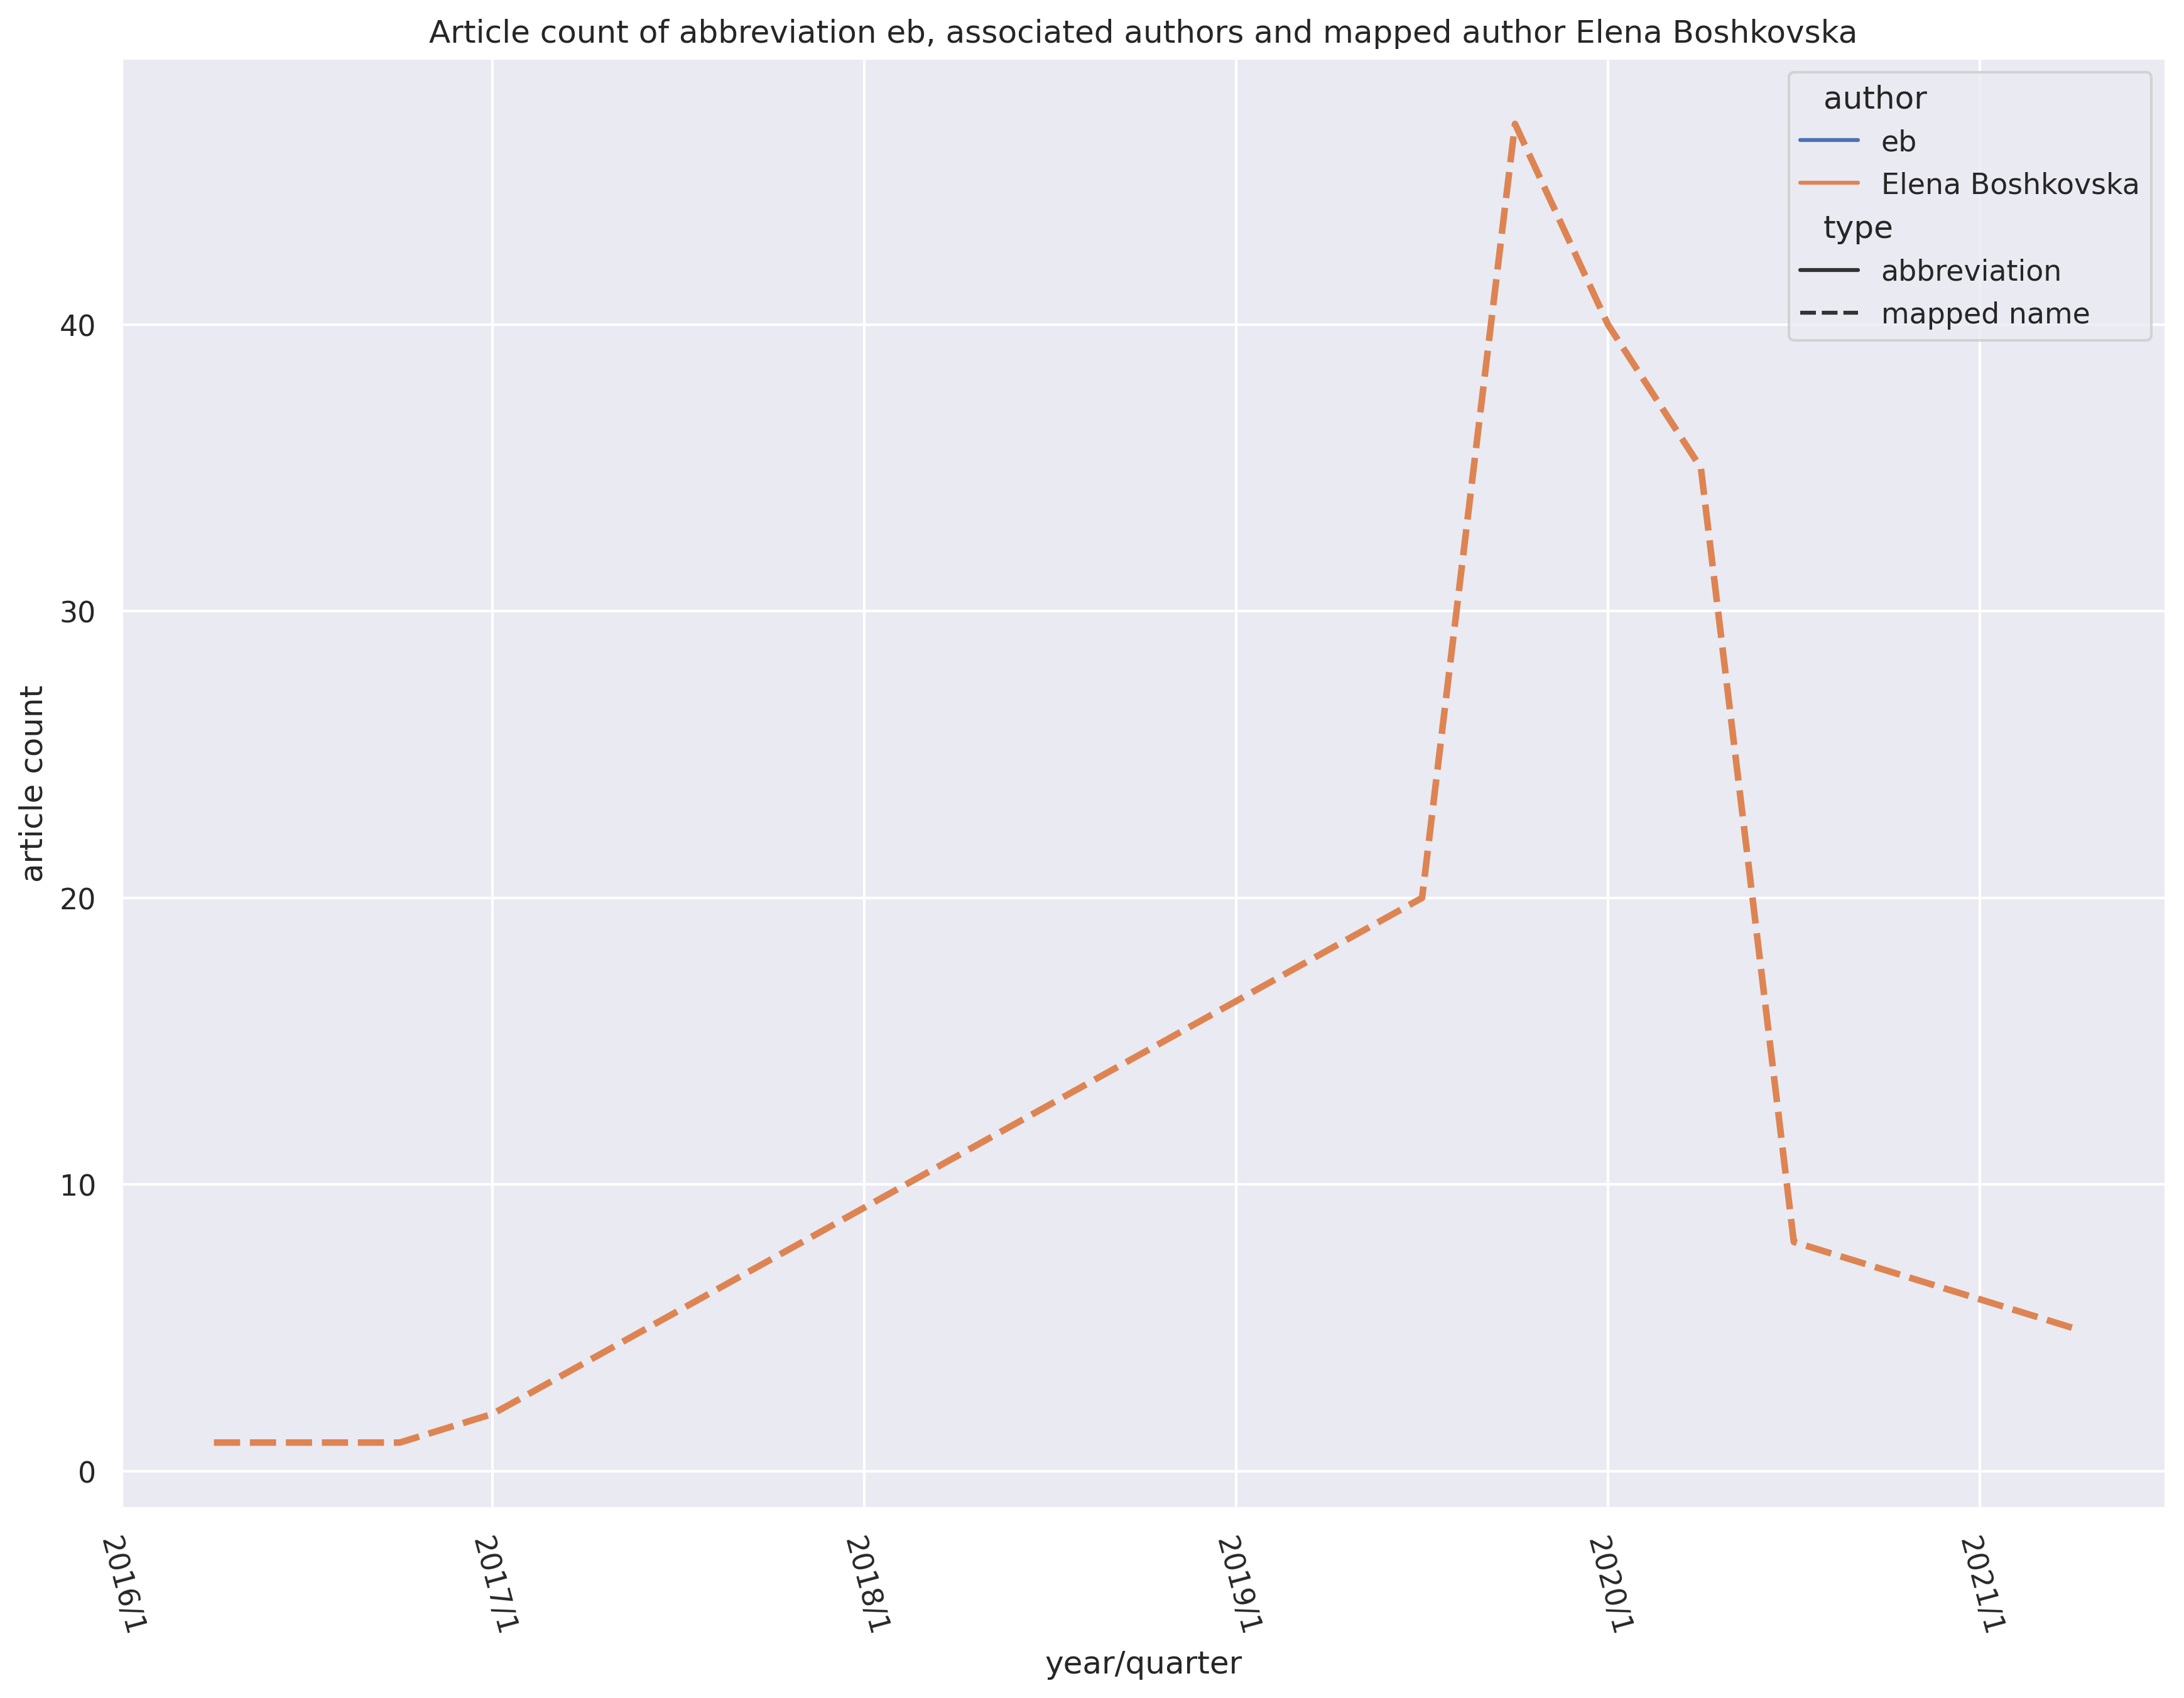 Article count of abbreviation eb, associated authors and mapped author Elena Boshkovska
author
eb
Elena Boshkovska
type
abbreviation
mapped name
article count
40
30
20
10
0
2016/1
2017/1
2018/1
2019/1
2020/1
2021/1
year/quarter